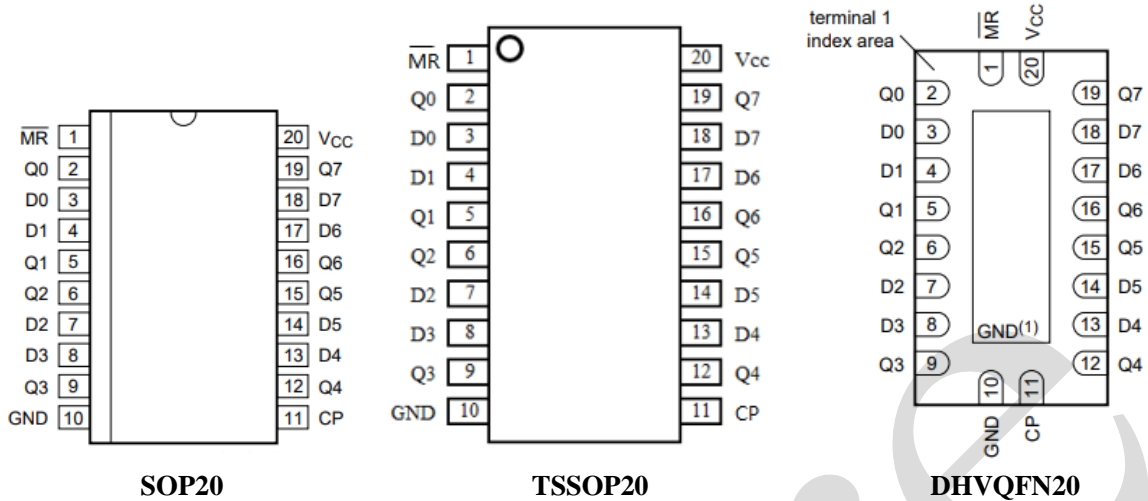 MR 1 20 VCC
Q0 2 19 Q7
D0 3 18 D7
D1 4 17 D6
Q1 5 16 Q6
Q2 6 15 Q5
D2 7 14 D5
D3 8 13 D4
Q3 9 12 Q4
GND 10 11 CP
SOP20
MR 1 20 Vcc
Q0 2 19 Q7
D0 3 18 D7
D1 4 17 D6
Q1 5 16 Q6
Q2 6 15 Q5
D2 7 14 D5
D3 8 13 D4
Q3 9 12 Q4
GND 10 11 CP
TSSOP20
terminal 1
index area
MR VCC
1 20
Q0 2 19 Q7
D0 3 18 D7
D1 4 17 D6
Q1 5 16 Q6
Q2 6 15 Q5
D2 7 14 D5
D3 8 GND(1) 13 D4
Q3 9 12 Q4
10 11
GND CP
DHVQFN20